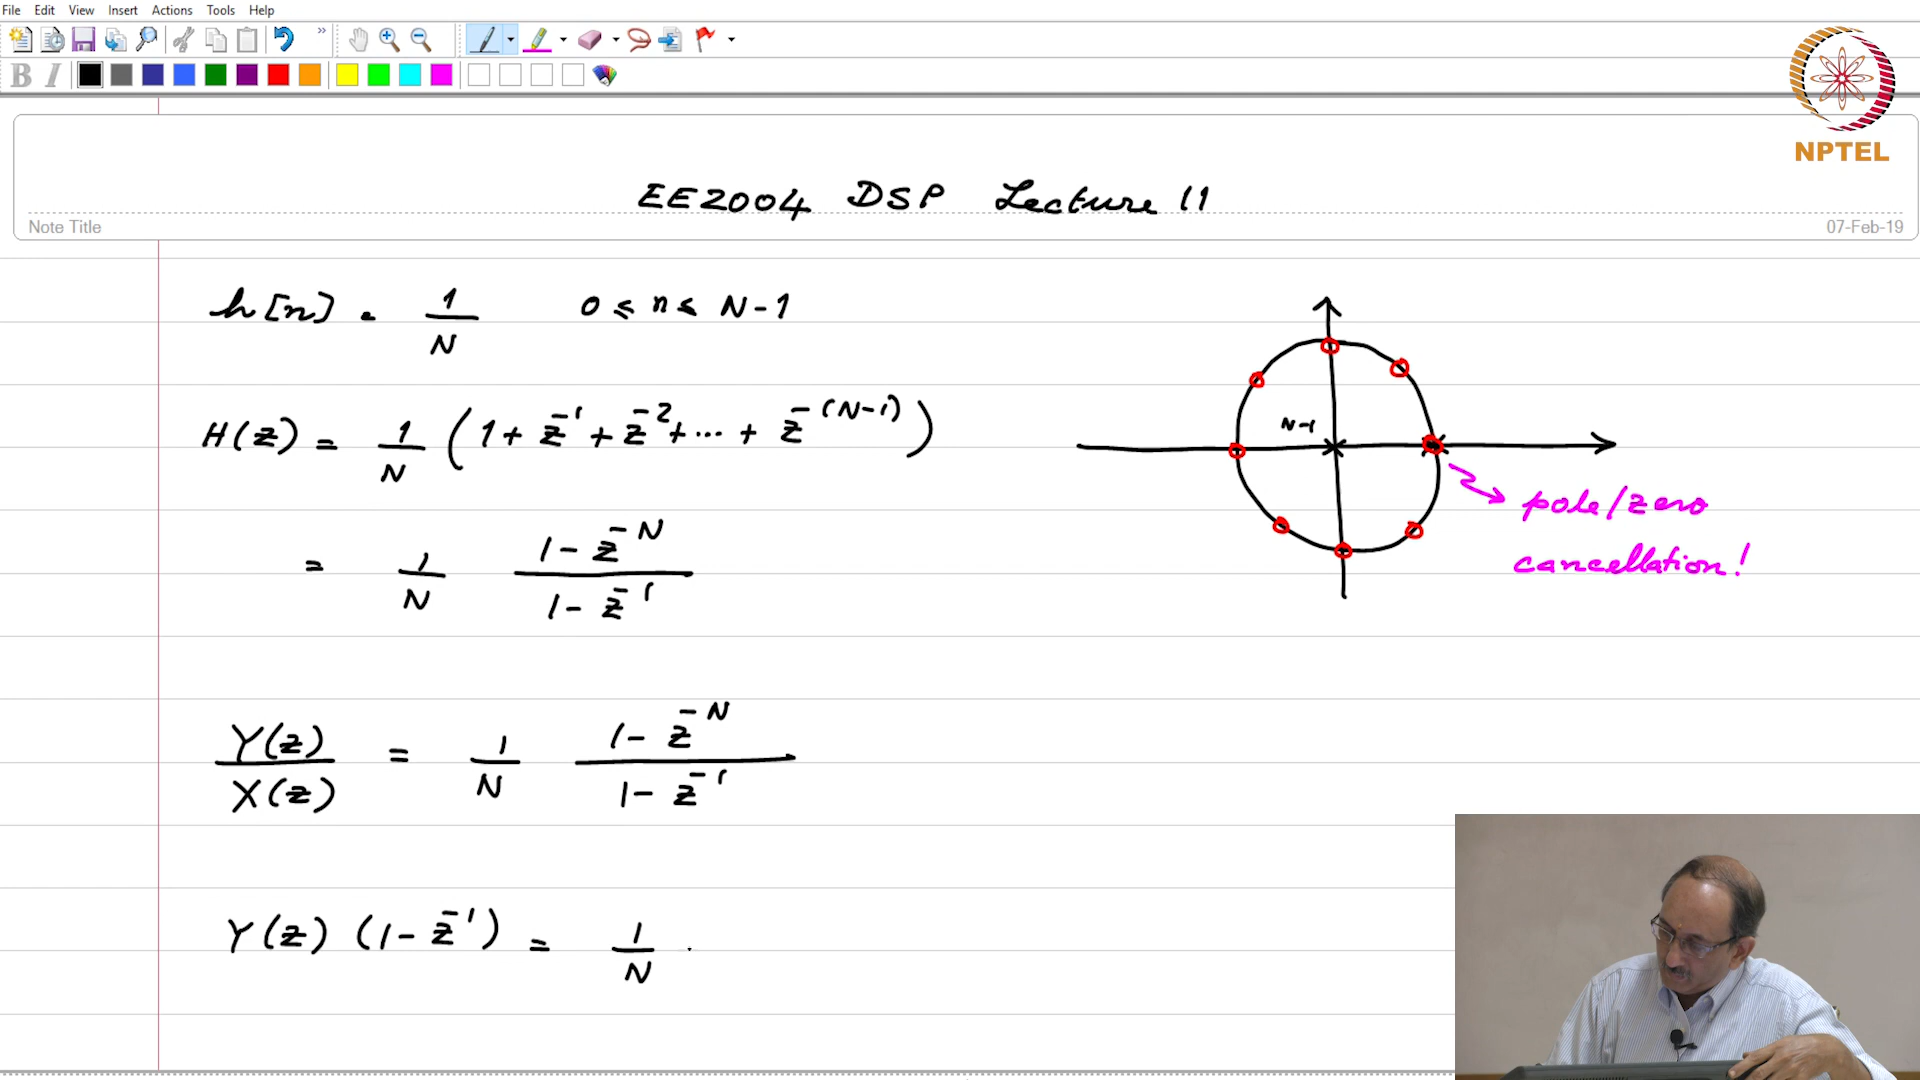 File Edit View Insert Actions Tools Help
B I
NPTEL
EE2004 DSP Lecture 11
Note Title
07-Feb-19
h[n] = 1/N 0 ≤ n ≤ N-1
H(z) = 1/N (1 + z^-1 + z^-2 + ... + z^-(N-1))
= 1/N (1 - z^-N)/(1 - z^-1)
N-1
pole/zero
cancellation!
Y(z)/X(z) = 1/N (1 - z^-N)/(1 - z^-1)
Y(z) (1 - z^-1) = 1/N